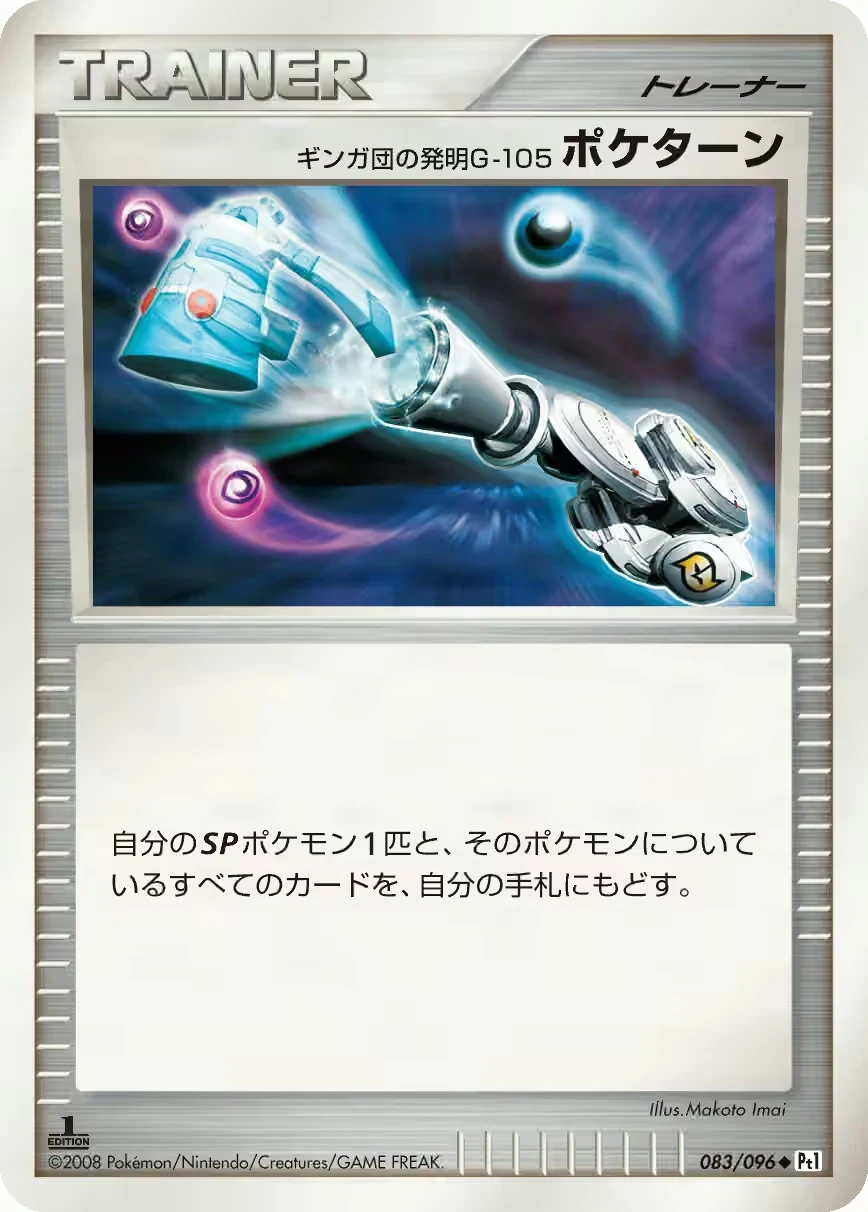 TRAINER
トレーナー
ギンガ団の発明G-105 ポケターン
自分のSPポケモン1匹と、そのポケモンについて
いるすべてのカードを、自分の手札にもどす。
Illus.Makoto Imai
1
EDITION
©2008 Pokémon/Nintendo/Creatures/GAME FREAK.
083/096◆ Pt1